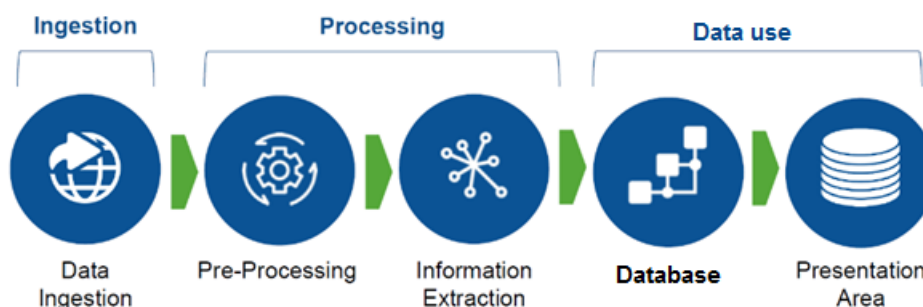 Ingestion
Processing
Data use
Data
Ingestion
Pre-Processing
Information
Extraction
Database
Presentation
Area